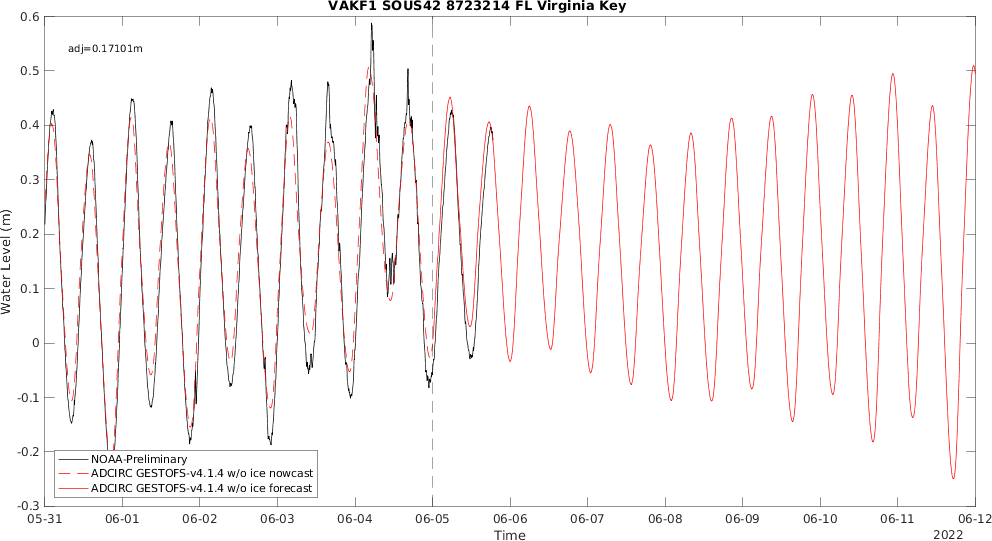 VAKF1 SOUS42 8723214 FL Virginia Key
adj=0.17101m
0.6
0.5
0.4
0.3
0.2
0.1
0
-0.1
-0.2
-0.3
Water Level (m)
NOAA-Preliminary
ADCIRC GESTOFS-v4.1.4 w/o ice nowcast
ADCIRC GESTOFS-v4.1.4 w/o ice forecast
05-31 06-01 06-02 06-03 06-04 06-05 06-06 06-07 06-08 06-09 06-10 06-11 06-12
Time
2022